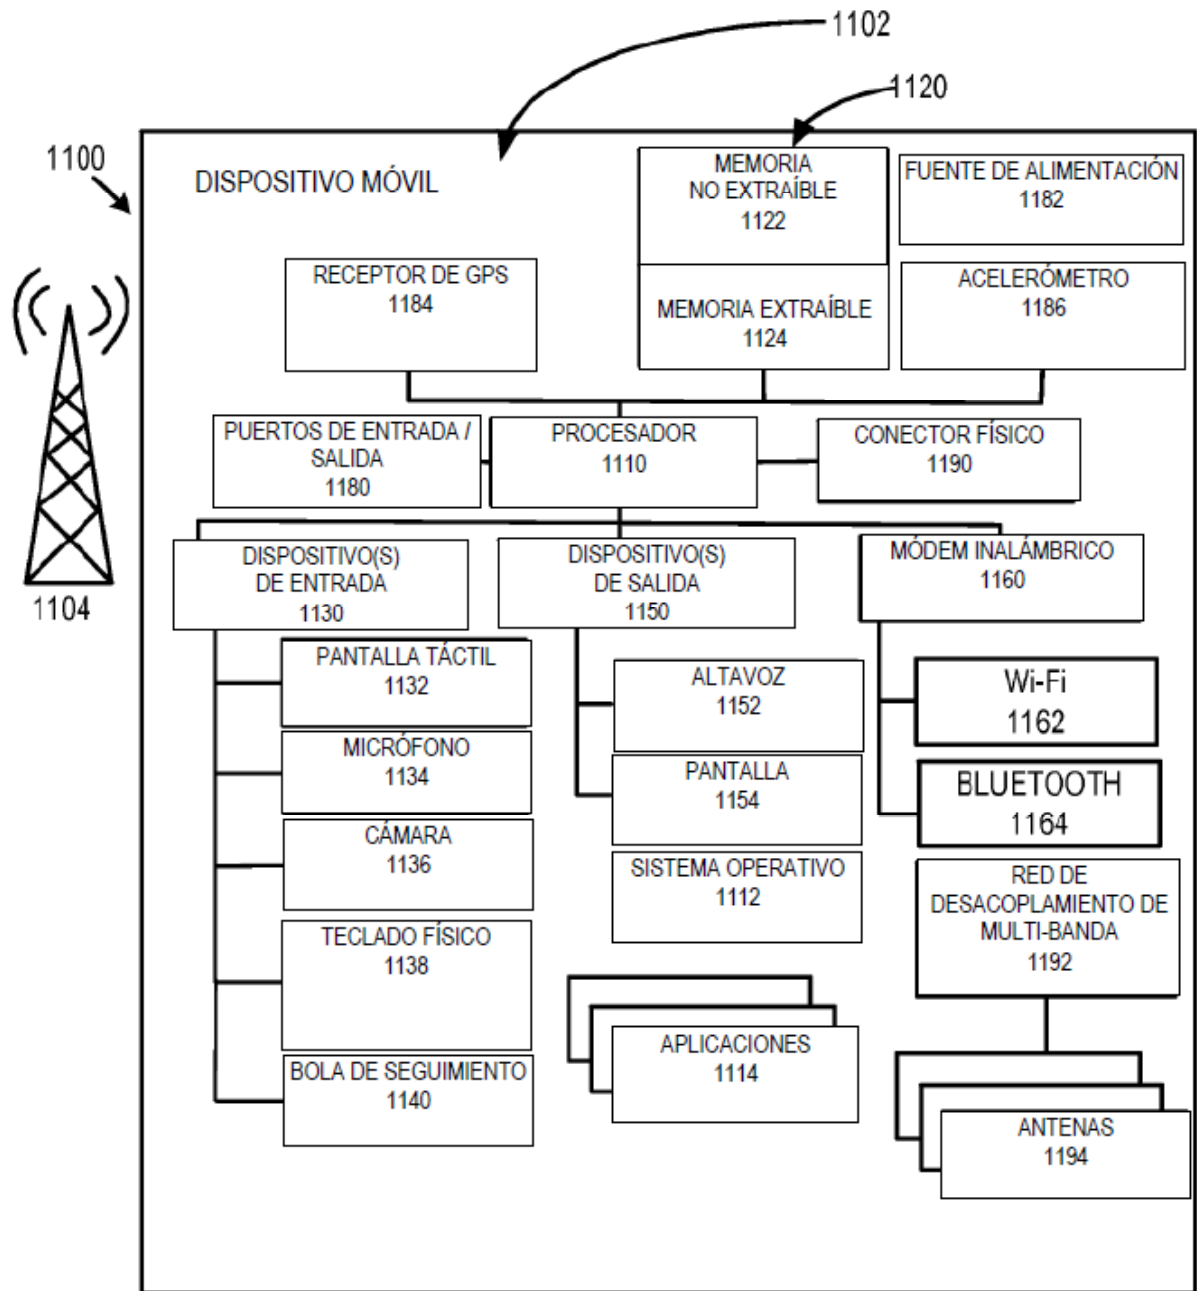 1102
1120
1100
DISPOSITIVO MÓVIL
MEMORIA
NO EXTRAÍBLE
1122
FUENTE DE ALIMENTACIÓN
1182
RECEPTOR DE GPS
1184
MEMORIA EXTRAÍBLE
1124
ACELERÓMETRO
1186
PUERTOS DE ENTRADA /
SALIDA
1180
PROCESADOR
1110
CONECTOR FÍSICO
1190
1104
DISPOSITIVO(S)
DE ENTRADA
1130
DISPOSITIVO(S)
DE SALIDA
1150
MÓDEM INALÁMBRICO
1160
PANTALLA TÁCTIL
1132
MICRÓFONO
1134
CÁMARA
1136
TECLADO FÍSICO
1138
BOLA DE SEGUIMIENTO
1140
ALTAVOZ
1152
PANTALLA
1154
SISTEMA OPERATIVO
1112
APLICACIONES
1114
Wi-Fi
1162
BLUETOOTH
1164
RED DE
DESACOPLAMIENTO DE
MULTI-BANDA
1192
ANTENAS
1194